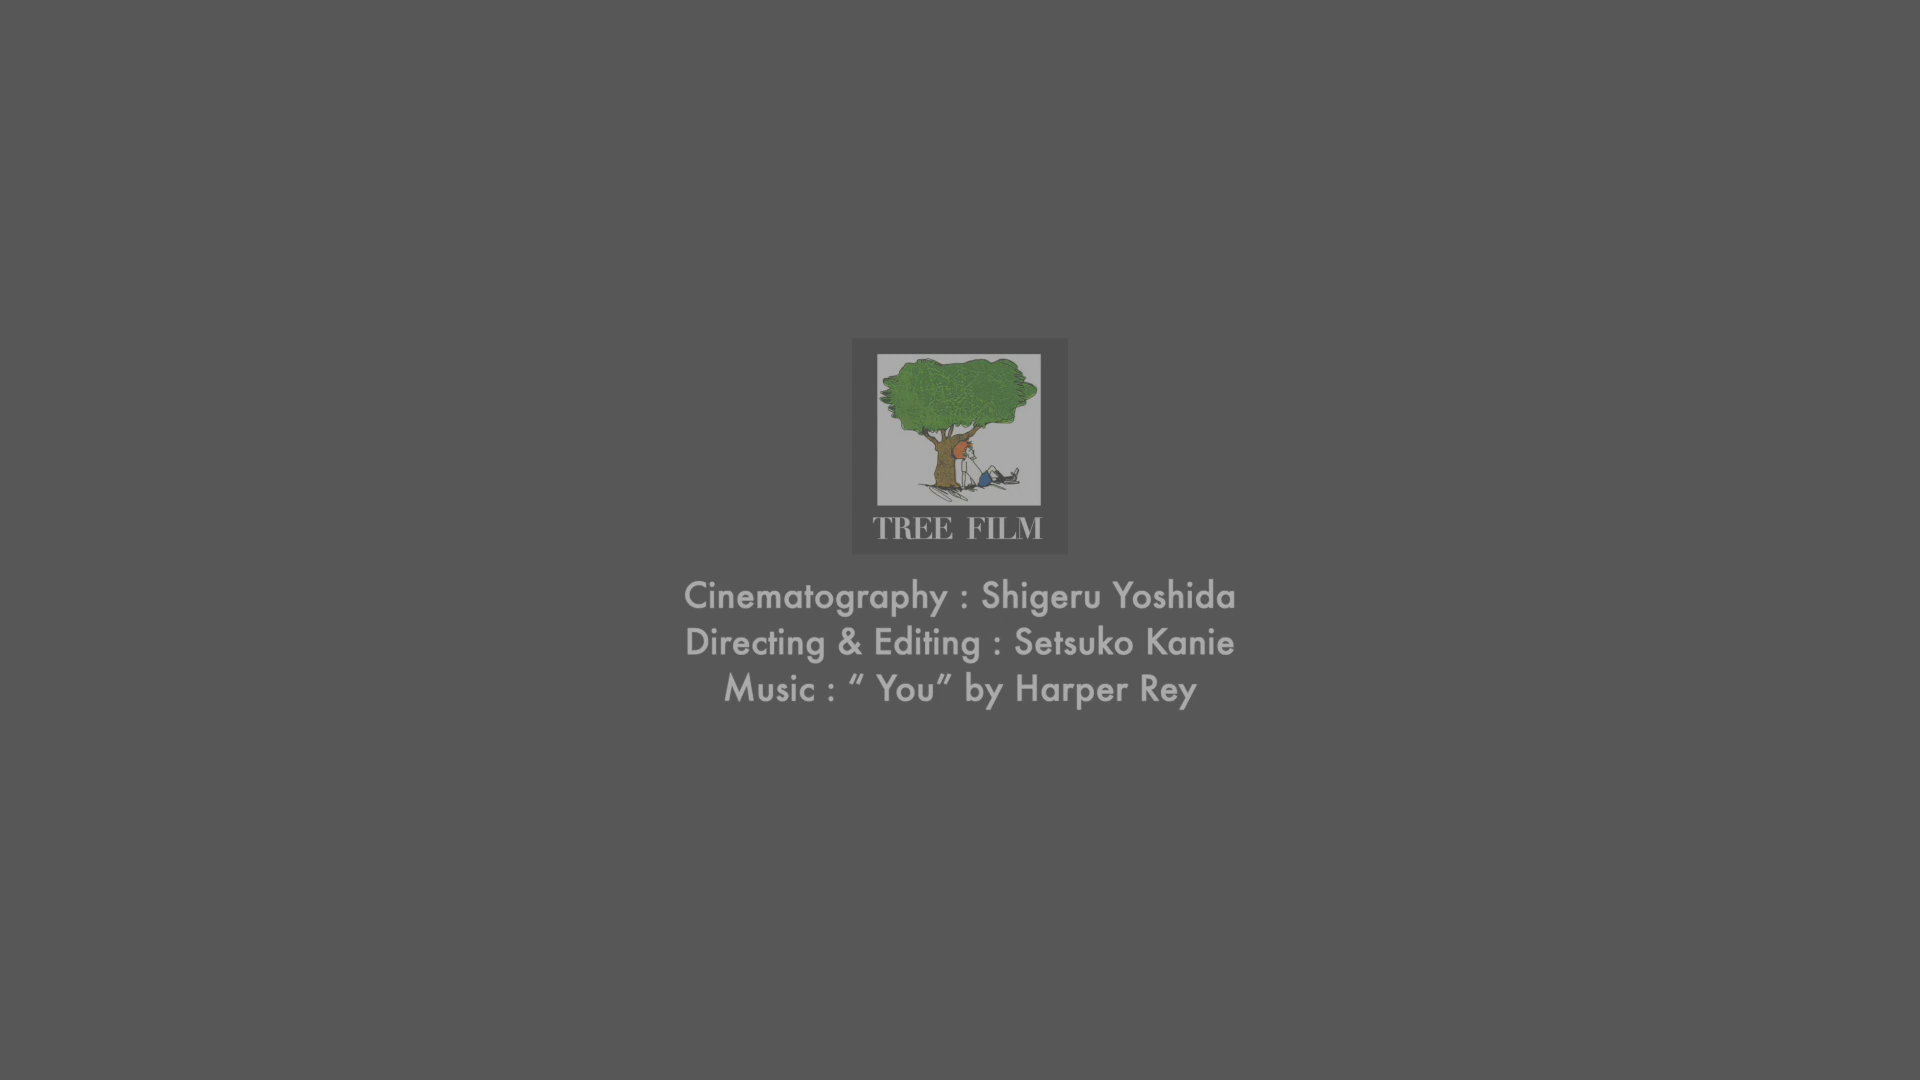 TREE FILM
Cinematography : Shigeru Yoshida
Directing & Editing : Setsuko Kanie
Music : “ You” by Harper Rey